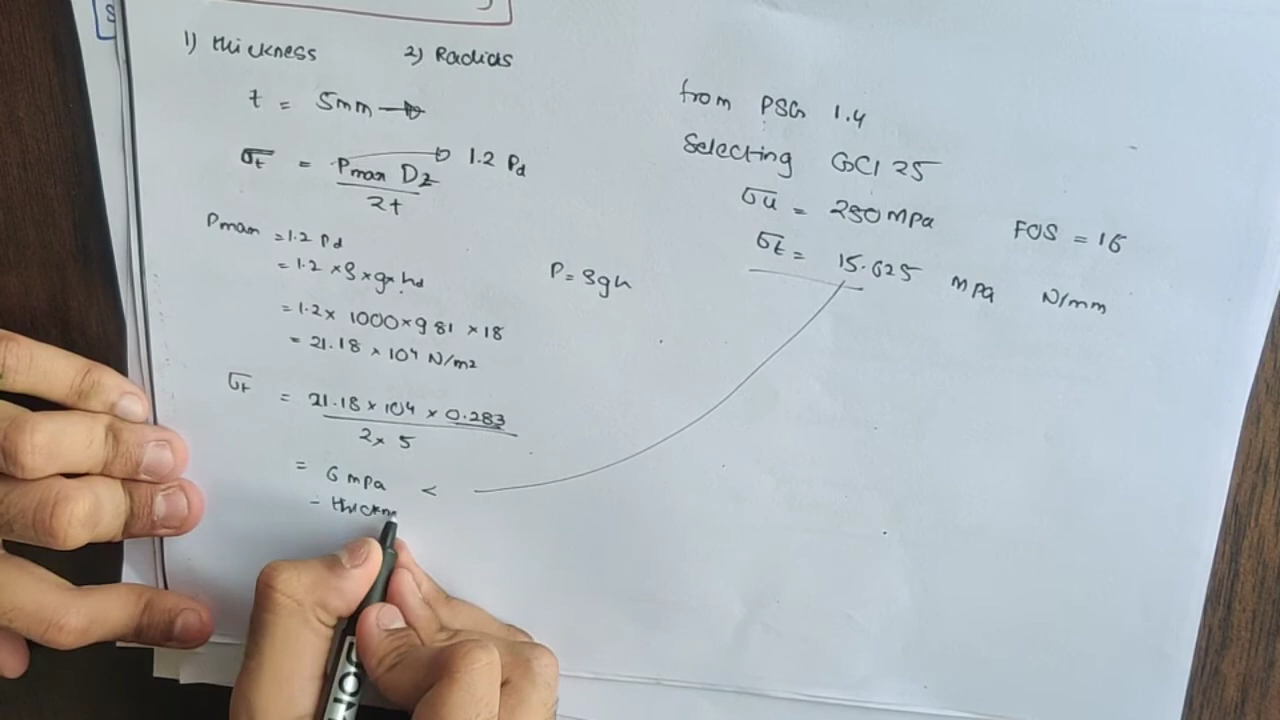 1) thickness 2) Radius
t = 5mm
σt = Pmax D2 / 2t → 1.2 Pd
Pmax = 1.2 Pd
= 1.2 × ρ × g × hd P = ρgh
= 1.2 × 1000 × 9 81 × 18
= 21.18 × 10⁴ N/m²
σt = 21.18 × 10⁴ × 0.283 / 2 × 5
= 6 mpa <
- thickn
from PSG 1.4
Selecting GCI 25
σu = 250 mpa FOS = 16
σt = 15.625 mpa N/mm